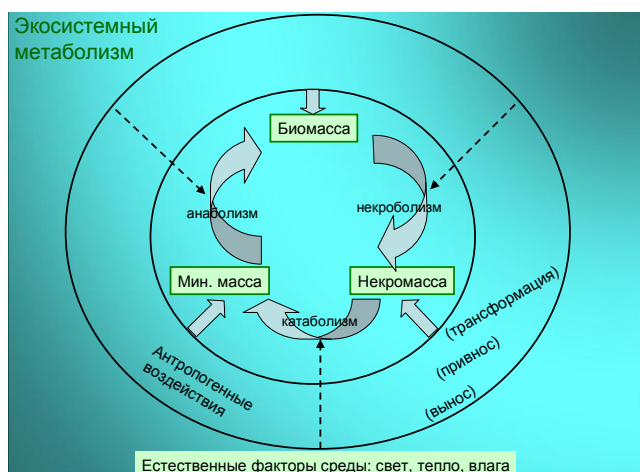 Экосистемный
метаболизм
Биомасса
анаболизм
некроболизм
Мин. масса
Некромасса
катаболизм
(трансформация)
(привнос)
(вынос)
Антропогенные
воздействия
Естественные факторы среды: свет, тепло, влага